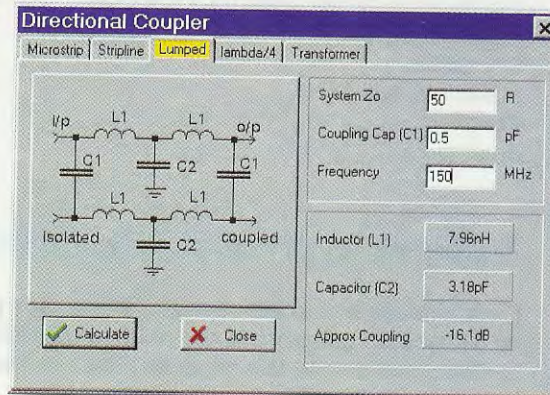 Directional Coupler
Microstrip Stripline Lumped lambda/4 Transformer
I/p L1 L1 o/p
C1 C2 C1
L1 L1
isolated C2 coupled
System Zo 50 R
Coupling Cap (C1) 0.5 pF
Frequency 150 MHz
Inductor (L1) 7.96nH
Capacitor (C2) 3.18pF
Approx Coupling -16.1dB
Calculate Close